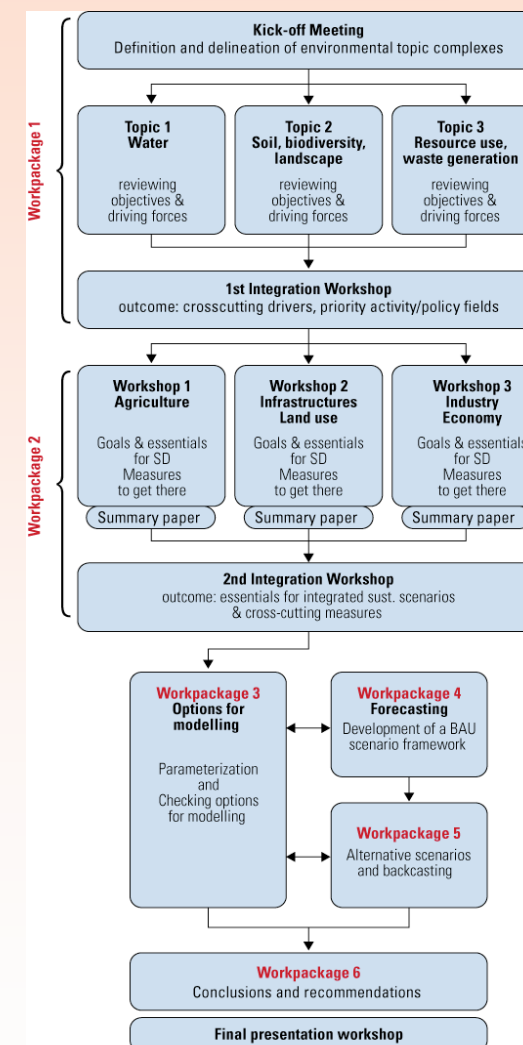 Kick-off Meeting
Definition and delineation of environmental topic complexes
Workpackage 1
Topic 1
Water
reviewing
objectives &
driving forces
Topic 2
Soil, biodiversity,
landscape
reviewing
objectives &
driving forces
Topic 3
Resource use,
waste generation
reviewing
objectives &
driving forces
1st Integration Workshop
outcome: crosscutting drivers, priority activity/policy fields
Workpackage 2
Workshop 1
Agriculture
Goals & essentials
for SD
Measures
to get there
Summary paper
Workshop 2
Infrastructures
Land use
Goals & essentials
for SD
Measures
to get there
Summary paper
Workshop 3
Industry
Economy
Goals & essentials
for SD
Measures
to get there
Summary paper
2nd Integration Workshop
outcome: essentials for integrated sust. scenarios
& cross-cutting measures
Workpackage 3
Options for
modelling
Parameterization
and
Checking options
for modelling
Workpackage 4
Forecasting
Development of a BAU
scenario framework
Workpackage 5
Alternative scenarios
and backcasting
Workpackage 6
Conclusions and recommendations
Final presentation workshop